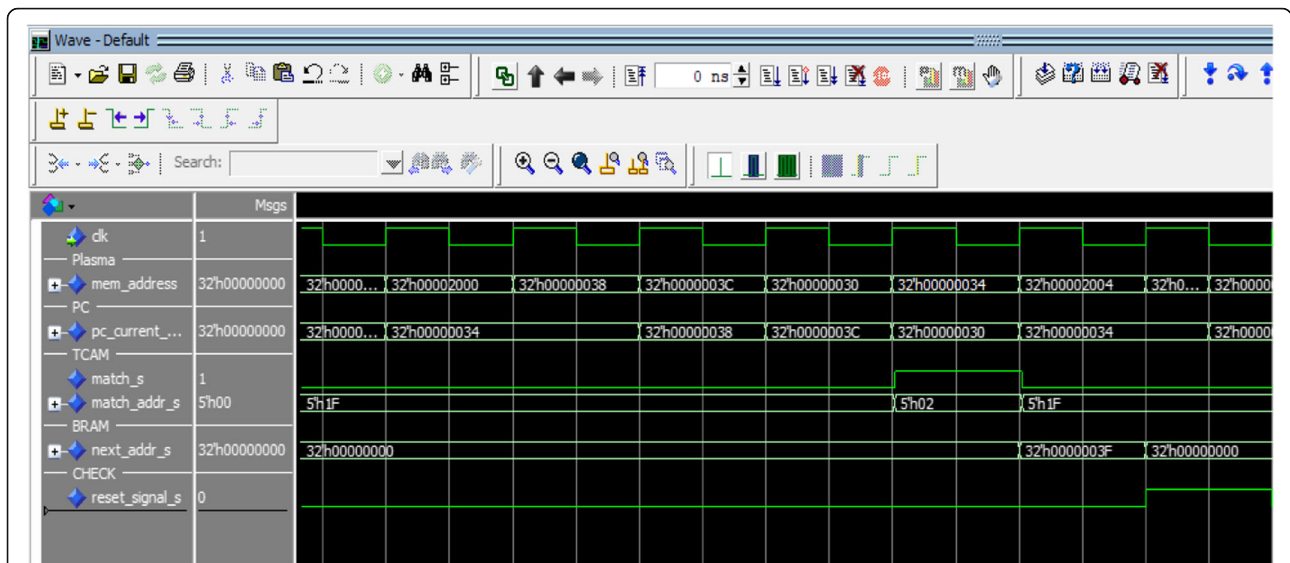 Wave - Default
0 ns
Search:
Msgs
clk 1
Plasma
mem_address 32'h00000000 32'h0000... 32'h00002000 32'h00000038 32'h0000003C 32'h00000030 32'h00000034 32'h00002004 32'h0... 32'h0000
PC
pc_current_... 32'h00000000 32'h0000... 32'h00000034 32'h00000038 32'h0000003C 32'h00000030 32'h00000034 32'h0000
TCAM
match_s 1
match_addr_s 5'h00 5'h1F 5'h02 5'h1F
BRAM
next_addr_s 32'h00000000 32'h00000000 32'h0000003F 32'h00000000
CHECK
reset_signal_s 0